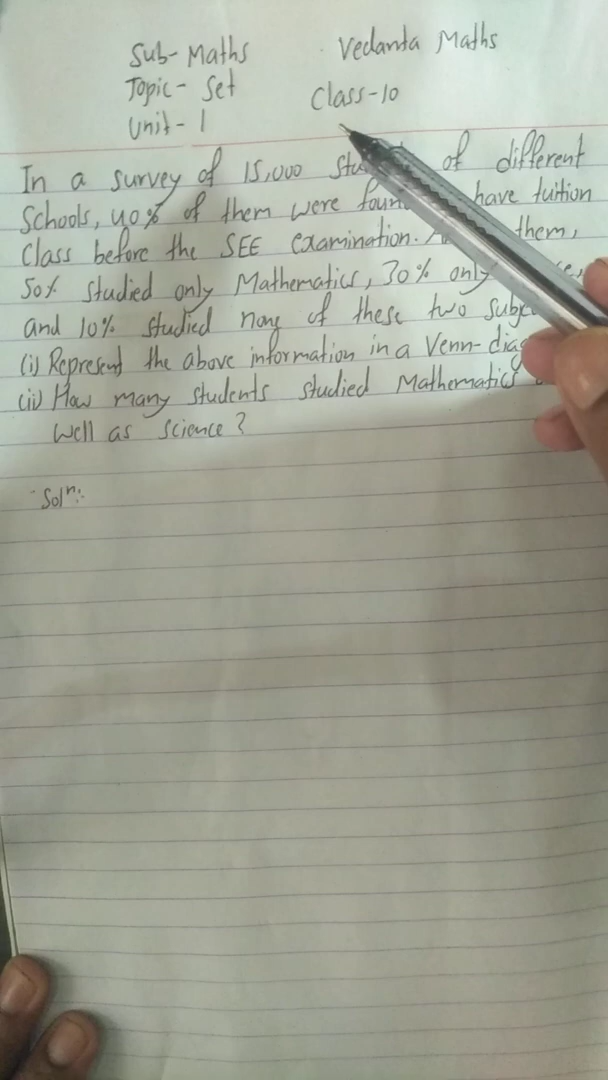 Sub- Maths Vedanta Maths
Topic- Set Class-10
Unit- 1
In a survey of 15,000 of different
Schools, 40% of them were have tuition
Class before the SEE examination. them,
50% studied only Mathematics, 30% only
and 10% studied none of these two
(i) Represent the above information in a Venn-
(ii) How many students studied Mathematics
well as science?
Solⁿ: